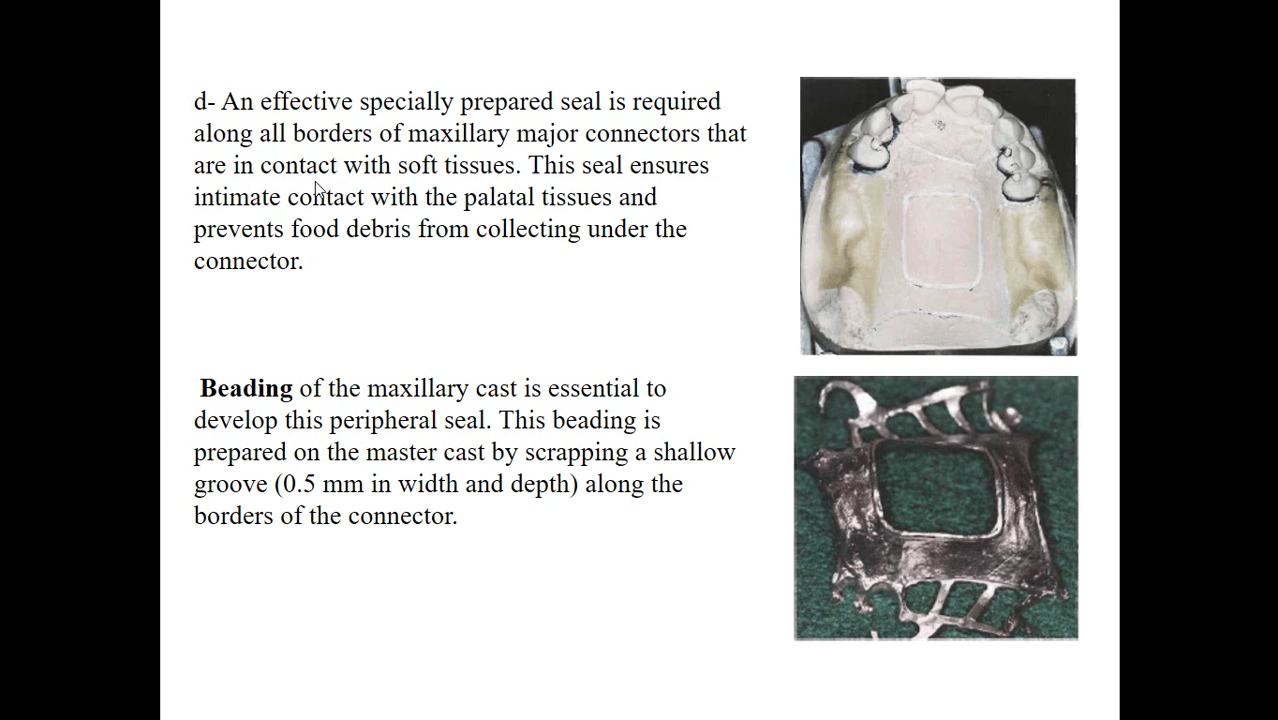 d- An effective specially prepared seal is required
along all borders of maxillary major connectors that
are in contact with soft tissues. This seal ensures
intimate contact with the palatal tissues and
prevents food debris from collecting under the
connector.
Beading of the maxillary cast is essential to
develop this peripheral seal. This beading is
prepared on the master cast by scrapping a shallow
groove (0.5 mm in width and depth) along the
borders of the connector.